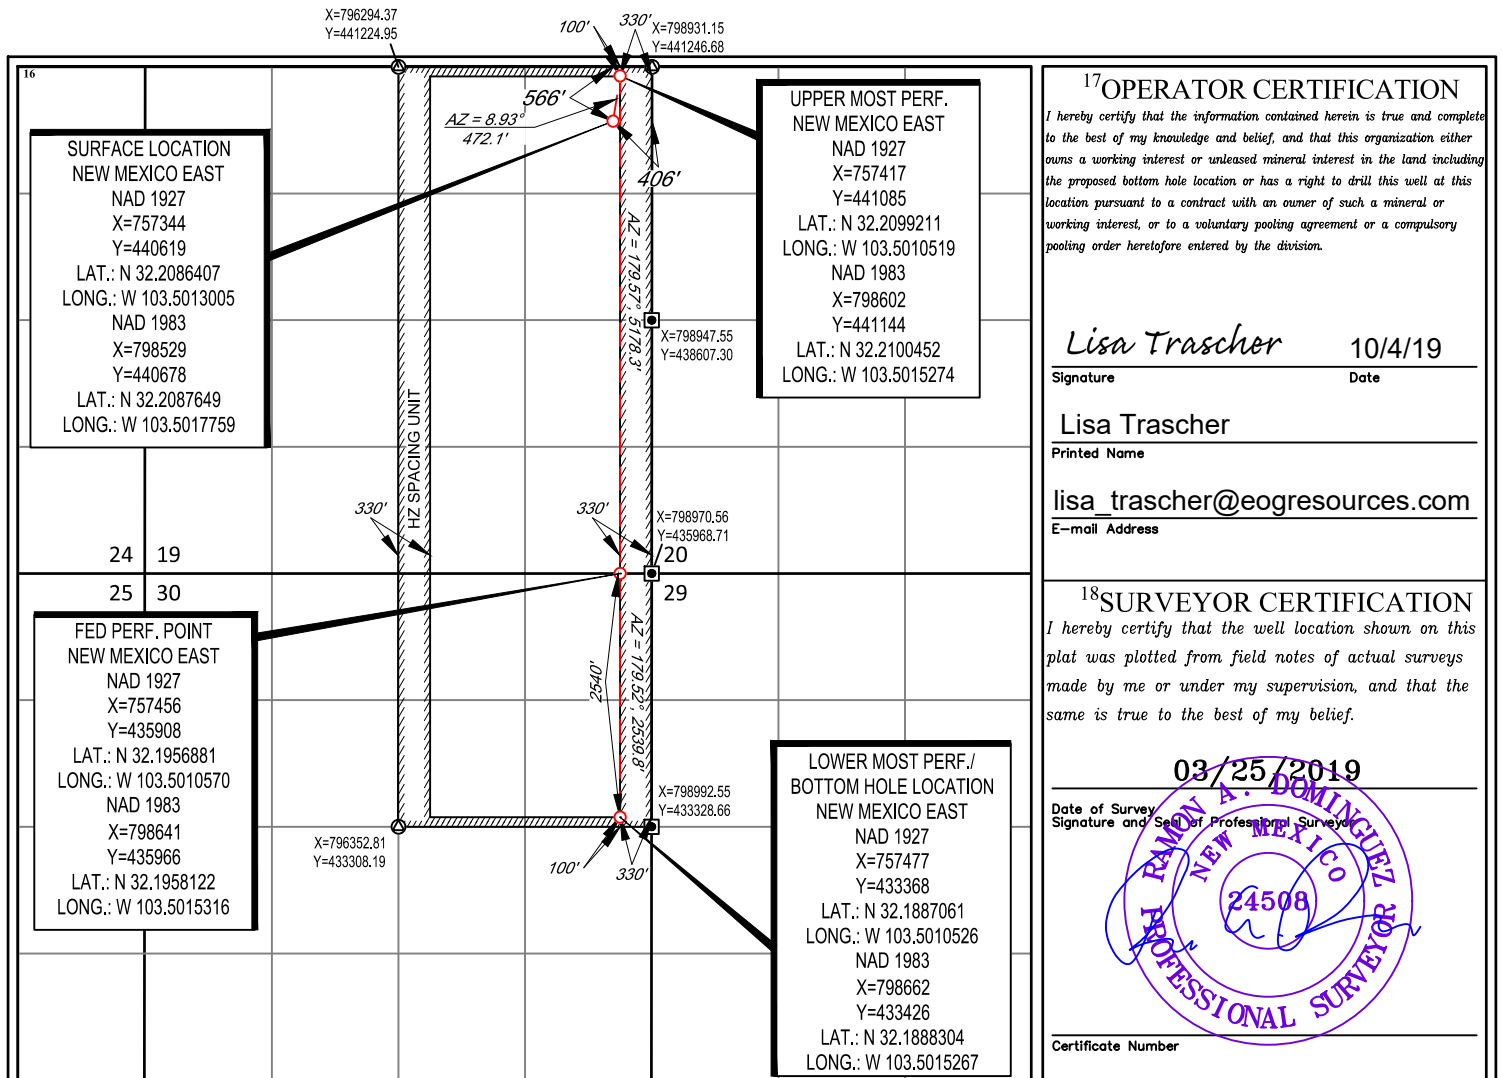 X=796294.37
Y=441224.95
100'
330'
X=798931.15
Y=441246.68
16
566'
AZ = 8.93°
472.1'
406'
SURFACE LOCATION
NEW MEXICO EAST
NAD 1927
X=757344
Y=440619
LAT.: N 32.2086407
LONG.: W 103.5013005
NAD 1983
X=798529
Y=440678
LAT.: N 32.2087649
LONG.: W 103.5017759
UPPER MOST PERF.
NEW MEXICO EAST
NAD 1927
X=757417
Y=441085
LAT.: N 32.2099211
LONG.: W 103.5010519
NAD 1983
X=798602
Y=441144
LAT.: N 32.2100452
LONG.: W 103.5015274
AZ = 179.57°, 5178.3'
X=798947.55
Y=438607.30
HZ SPACING UNIT
330'
330'
X=798970.56
Y=435968.71
24 19
20
25 30
29
FED PERF. POINT
NEW MEXICO EAST
NAD 1927
X=757456
Y=435908
LAT.: N 32.1956881
LONG.: W 103.5010570
NAD 1983
X=798641
Y=435966
LAT.: N 32.1958122
LONG.: W 103.5015316
2540'
AZ = 179.52°, 2539.8'
LOWER MOST PERF./
BOTTOM HOLE LOCATION
NEW MEXICO EAST
NAD 1927
X=757477
Y=433368
LAT.: N 32.1887061
LONG.: W 103.5010526
NAD 1983
X=798662
Y=433426
LAT.: N 32.1888304
LONG.: W 103.5015267
X=798992.55
Y=433328.66
X=796352.81
Y=433308.19
100'
330'
17OPERATOR CERTIFICATION
I hereby certify that the information contained herein is true and complete
to the best of my knowledge and belief, and that this organization either
owns a working interest or unleased mineral interest in the land including
the proposed bottom hole location or has a right to drill this well at this
location pursuant to a contract with an owner of such a mineral or
working interest, or to a voluntary pooling agreement or a compulsory
pooling order heretofore entered by the division.
Lisa Trascher 10/4/19
Signature Date
Lisa Trascher
Printed Name
lisa_trascher@eogresources.com
E-mail Address
18SURVEYOR CERTIFICATION
I hereby certify that the well location shown on this
plat was plotted from field notes of actual surveys
made by me or under my supervision, and that the
same is true to the best of my belief.
03/25/2019
Date of Survey
Signature and Seal of Professional Surveyor
RAMON A. DOMINGUEZ
NEW MEXICO
24508
PROFESSIONAL SURVEYOR
Certificate Number